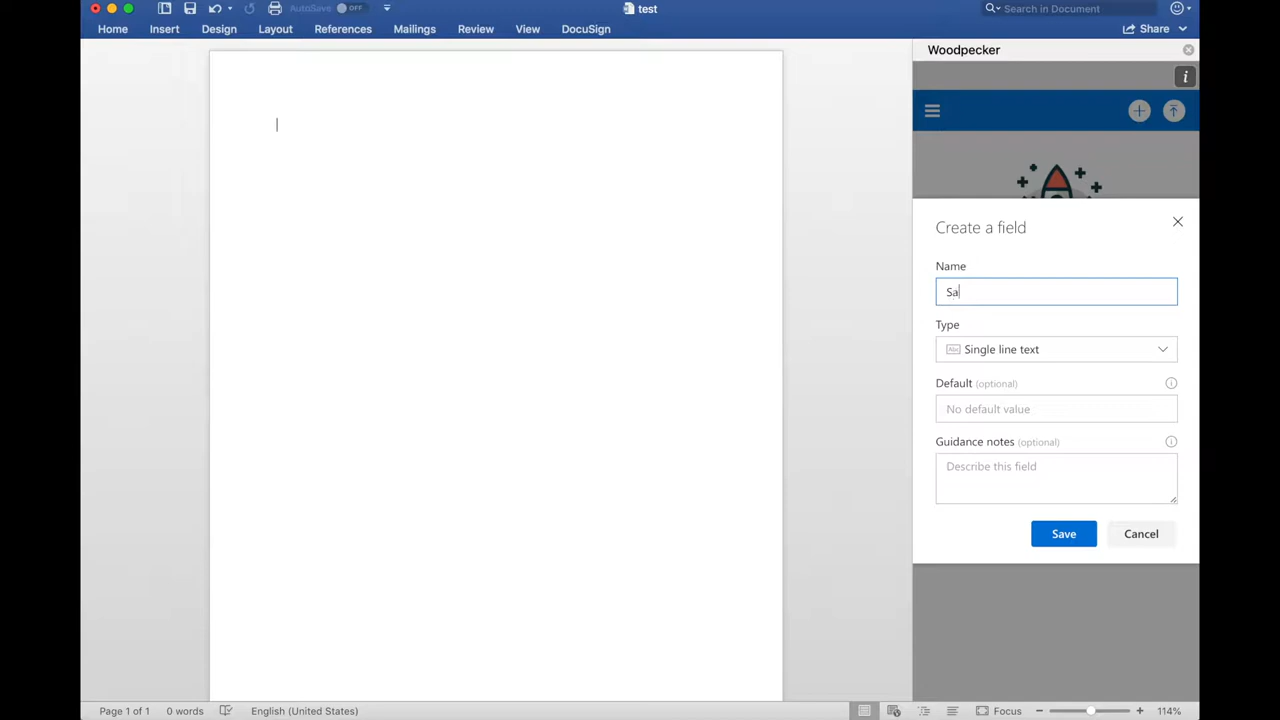 AutoSave OFF
test
Search in Document
Home Insert Design Layout References Mailings Review View DocuSign
Share
Woodpecker
i
Create a field
Name
Sa
Type
Abc Single line text
Default (optional)
No default value
Guidance notes (optional)
Describe this field
Save Cancel
Page 1 of 1 0 words English (United States) Focus 114%